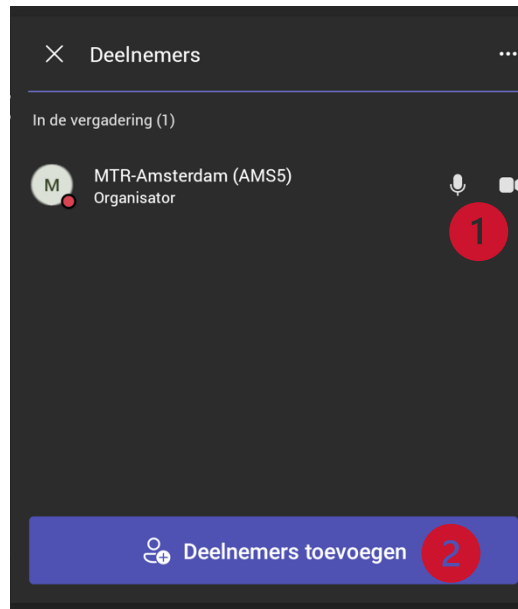 Deelnemers
In de vergadering (1)
M
MTR-Amsterdam (AMS5)
Organisator
1
Deelnemers toevoegen
2